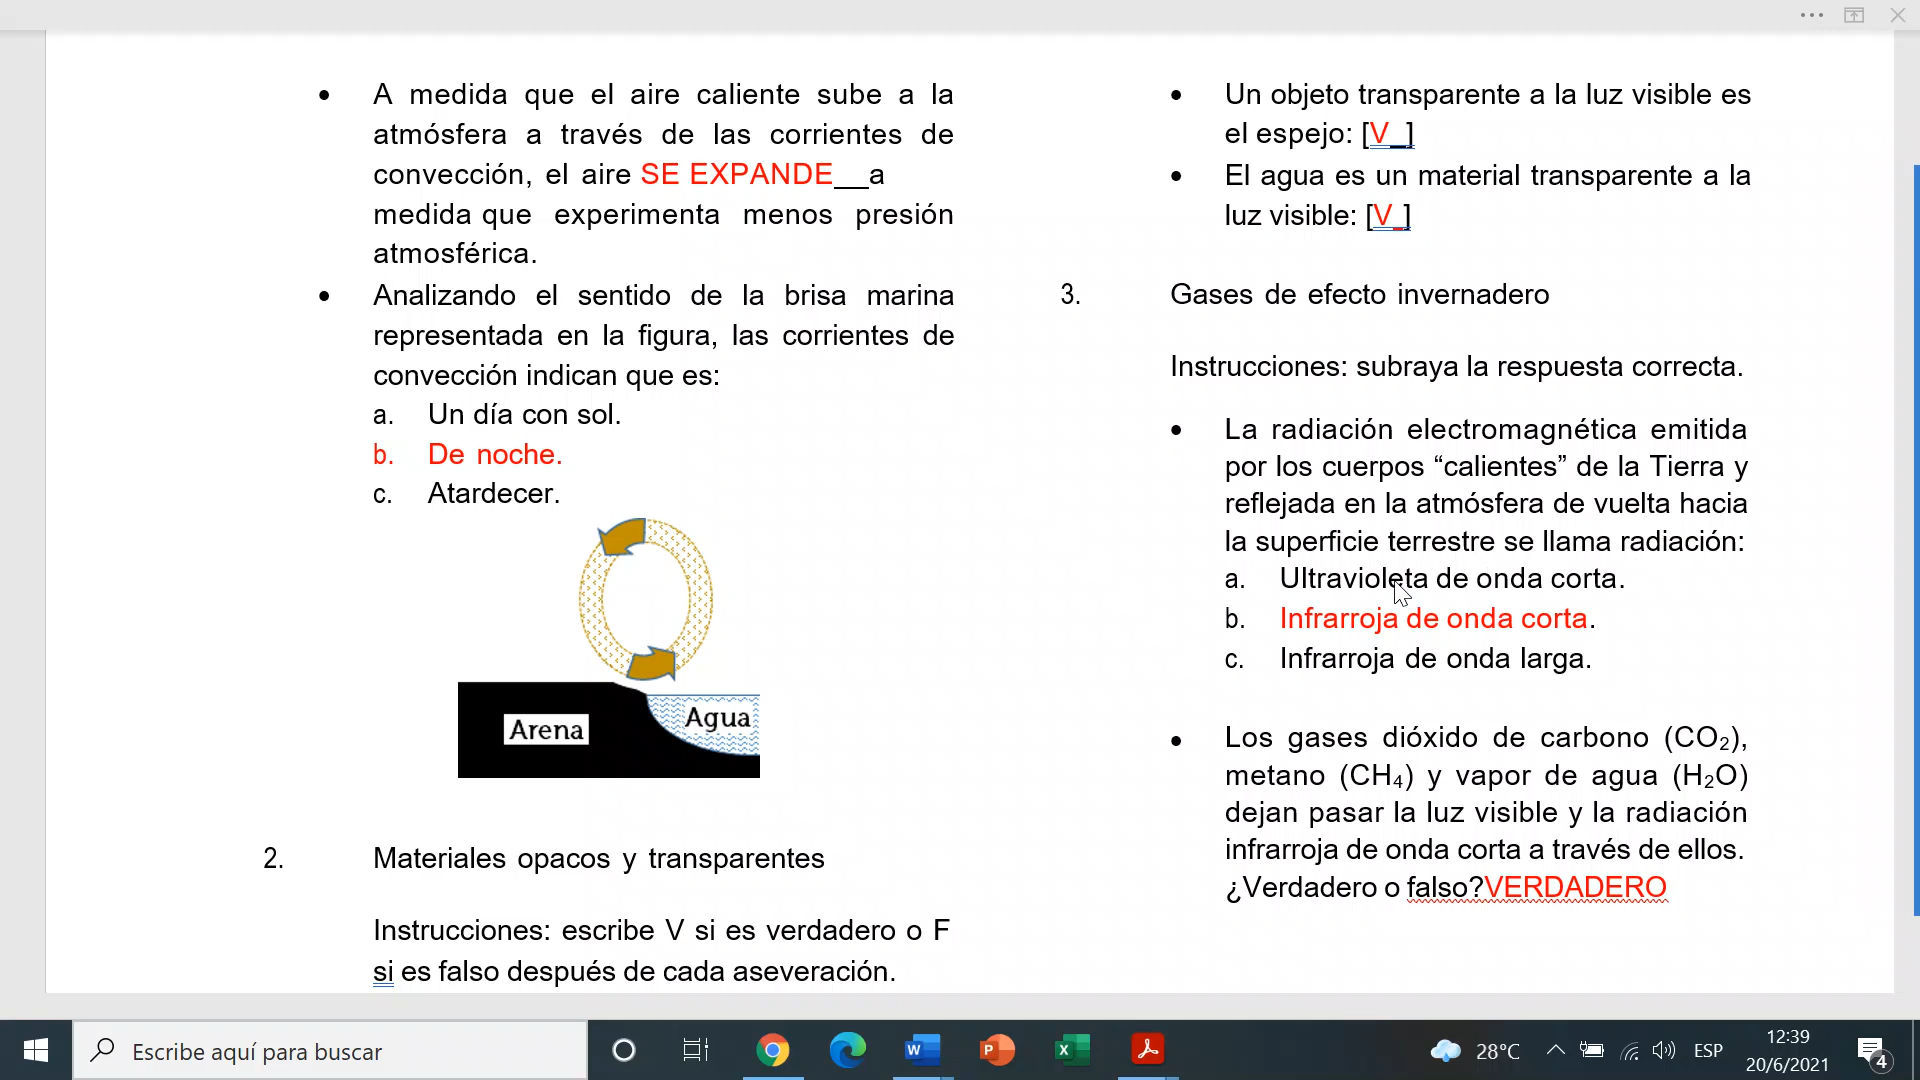 A medida que el aire caliente sube a la
atmósfera a través de las corrientes de
convección, el aire SE EXPANDE__a
medida que experimenta menos presión
atmosférica.
Analizando el sentido de la brisa marina
representada en la figura, las corrientes de
convección indican que es:
a. Un día con sol.
b. De noche.
c. Atardecer.
Arena
Agua
2. Materiales opacos y transparentes
Instrucciones: escribe V si es verdadero o F
si es falso después de cada aseveración.
Un objeto transparente a la luz visible es
el espejo: [V_]
El agua es un material transparente a la
luz visible: [V_]
3. Gases de efecto invernadero
Instrucciones: subraya la respuesta correcta.
La radiación electromagnética emitida
por los cuerpos “calientes” de la Tierra y
reflejada en la atmósfera de vuelta hacia
la superficie terrestre se llama radiación:
a. Ultravioleta de onda corta.
b. Infrarroja de onda corta.
c. Infrarroja de onda larga.
Los gases dióxido de carbono (CO₂),
metano (CH₄) y vapor de agua (H₂O)
dejan pasar la luz visible y la radiación
infrarroja de onda corta a través de ellos.
¿Verdadero o falso?VERDADERO
Escribe aquí para buscar
28°C
ESP
12:39
20/6/2021
4